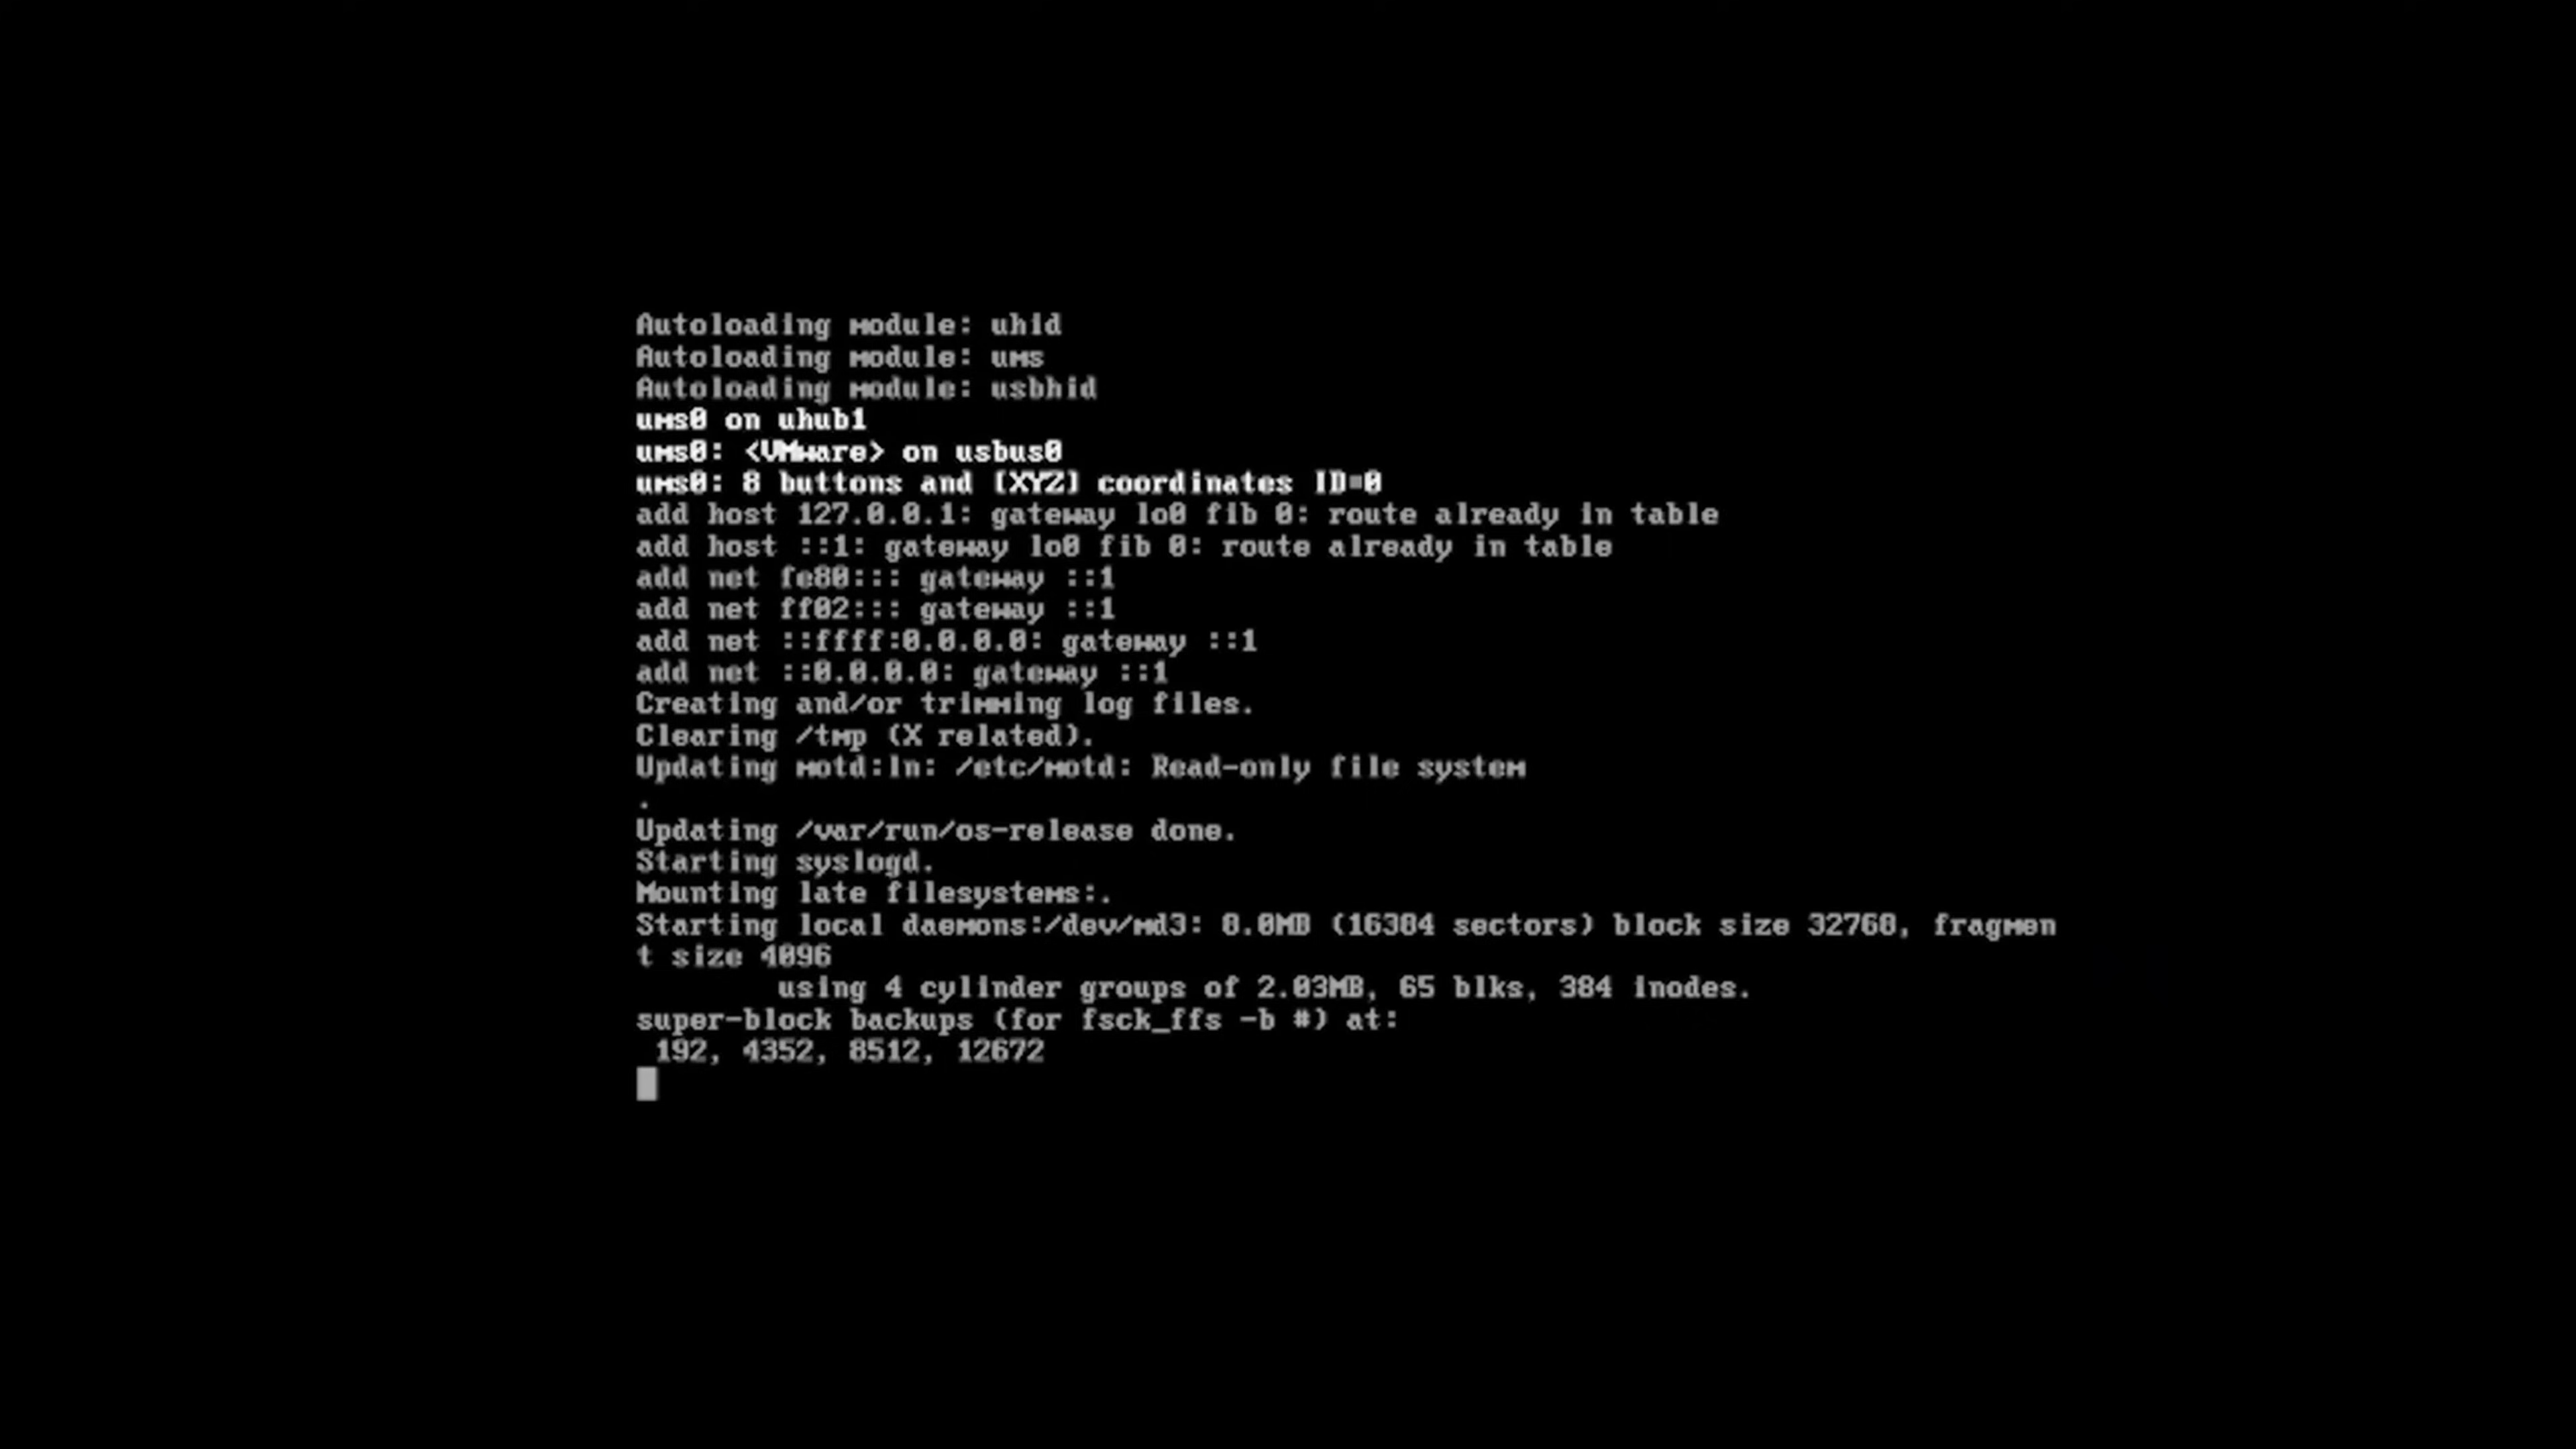 Autoloading module: uhid
Autoloading module: ums
Autoloading module: usbhid
ums0 on uhub1
ums0: <VMware> on usbus0
ums0: 8 buttons and [XYZ] coordinates ID=0
add host 127.0.0.1: gateway lo0 fib 0: route already in table
add host ::1: gateway lo0 fib 0: route already in table
add net fe80::: gateway ::1
add net ff02::: gateway ::1
add net ::ffff:0.0.0.0: gateway ::1
add net ::0.0.0.0: gateway ::1
Creating and/or trimming log files.
Clearing /tmp (X related).
Updating motd:ln: /etc/motd: Read-only file system
.
Updating /var/run/os-release done.
Starting syslogd.
Mounting late filesystems:.
Starting local daemons:/dev/md3: 8.0MB (16384 sectors) block size 32768, fragmen
t size 4096
using 4 cylinder groups of 2.03MB, 65 blks, 384 inodes.
super-block backups (for fsck_ffs -b #) at:
192, 4352, 8512, 12672